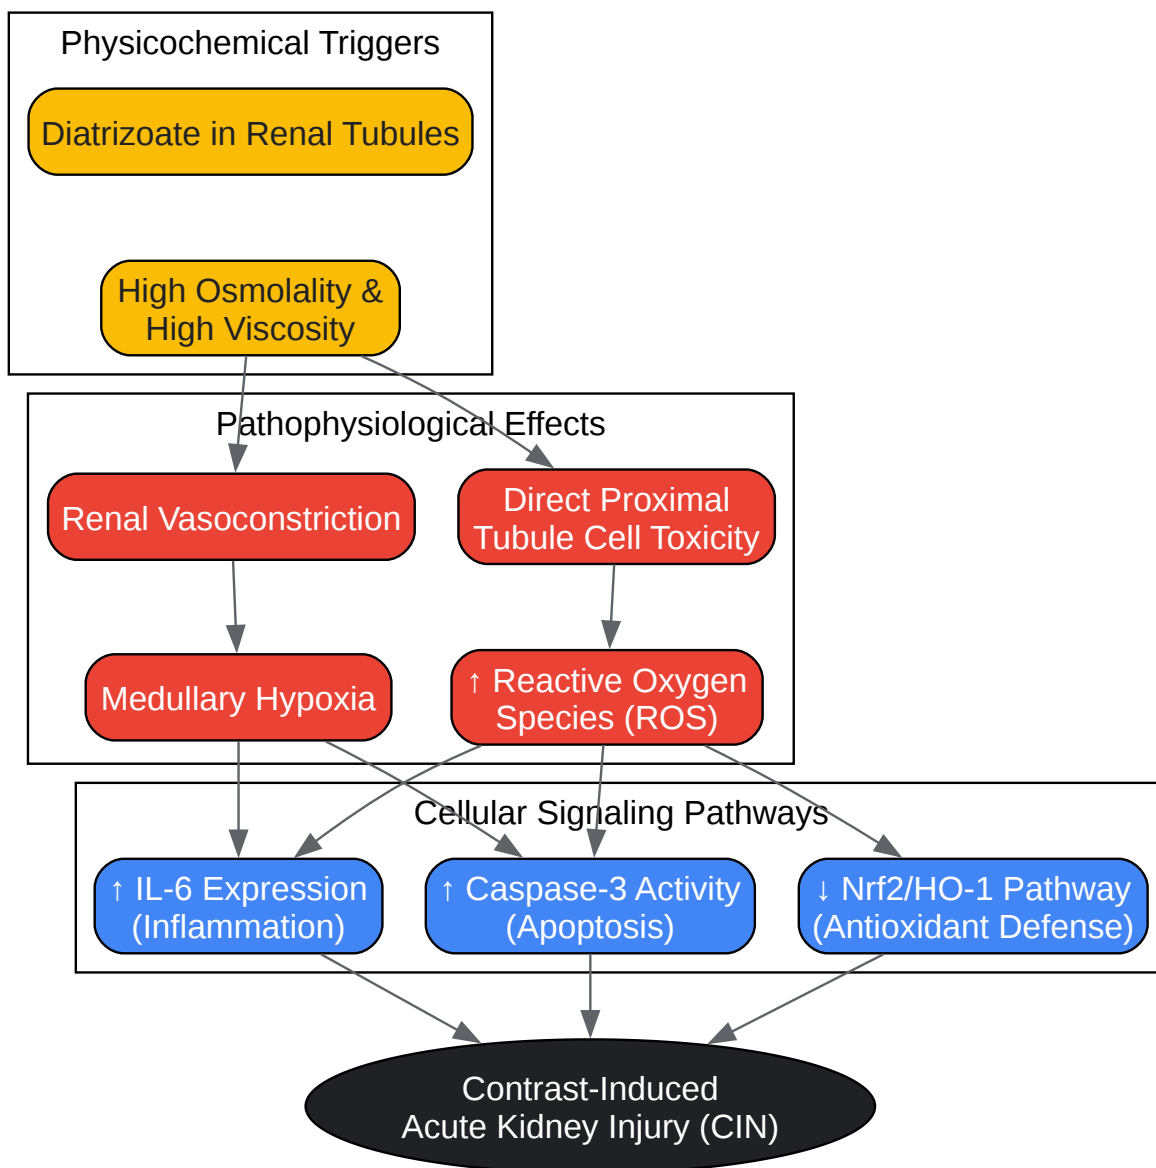 Physicochemical Triggers
Diatrizoate in Renal Tubules
High Osmolality &
High Viscosity
Pathophysiological Effects
Renal Vasoconstriction
Direct Proximal
Tubule Cell Toxicity
Medullary Hypoxia
↑ Reactive Oxygen
Species (ROS)
Cellular Signaling Pathways
↑ IL-6 Expression
(Inflammation)
↑ Caspase-3 Activity
(Apoptosis)
↓ Nrf2/HO-1 Pathway
(Antioxidant Defense)
Contrast-Induced
Acute Kidney Injury (CIN)